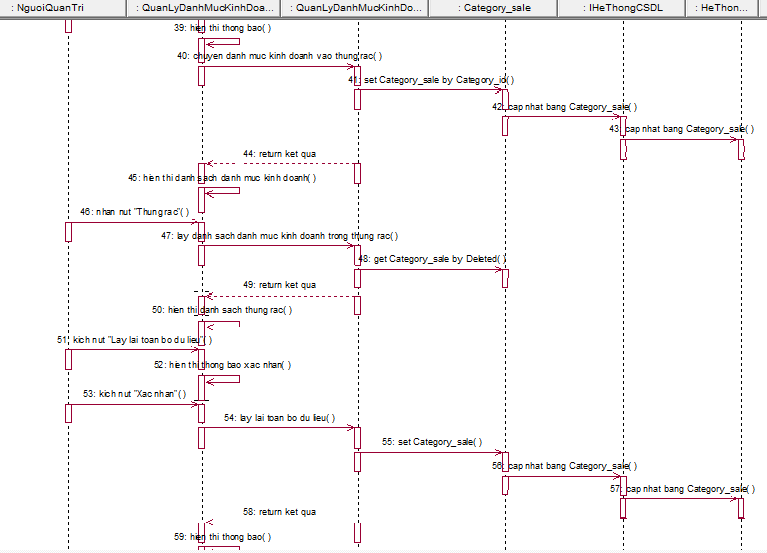 : NguoiQuanTri
: QuanLyDanhMucKinhDoa...
: QuanLyDanhMucKinhDo...
: Category_sale
: IHeThongCSDL
: HeThon...
39: hien thi thong bao( )
40: chuyen danh muc kinh doanh vao thung rac( )
41: set Category_sale by Category_id( )
42: cap nhat bang Category_sale( )
43: cap nhat bang Category_sale( )
44: return ket qua
45: hien thi danh sach danh muc kinh doanh( )
46: nhan nut "Thung rac"( )
47: lay danh sach danh muc kinh doanh trong thung rac( )
48: get Category_sale by Deleted( )
49: return ket qua
50: hien thi danh sach thung rac( )
51: kich nut "Lay lai toan bo du lieu"( )
52: hien thi thong bao xac nhan( )
53: kich nut "Xac nhan"( )
54: lay lai toan bo du lieu( )
55: set Category_sale( )
56: cap nhat bang Category_sale( )
57: cap nhat bang Category_sale( )
58: return ket qua
59: hien thi thong bao( )